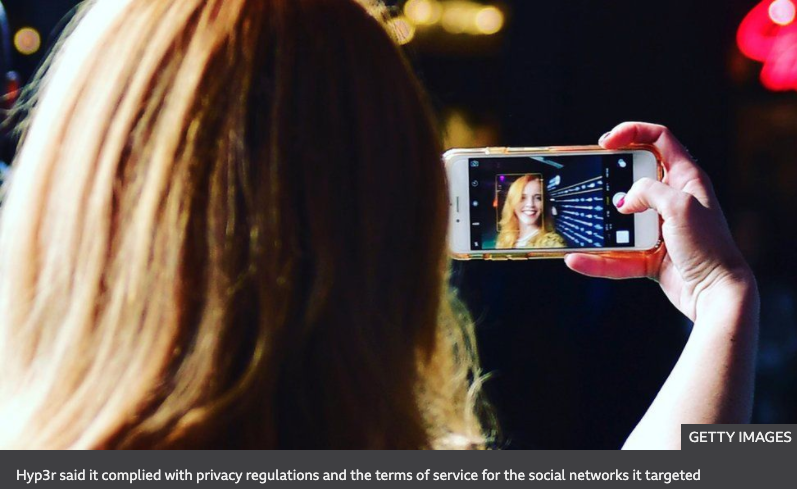 GETTY IMAGES
Hyp3r said it complied with privacy regulations and the terms of service for the social networks it targeted